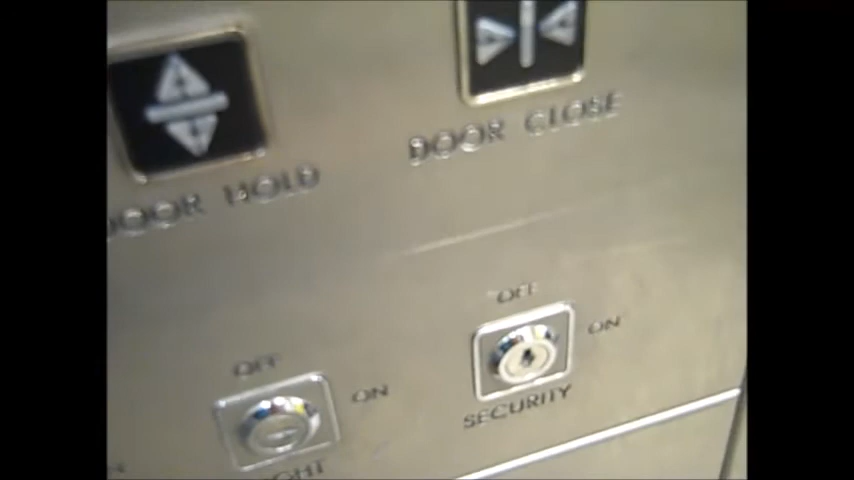 DOOR HOLD
DOOR CLOSE
OFF
ON
SECURITY
OFF
ON